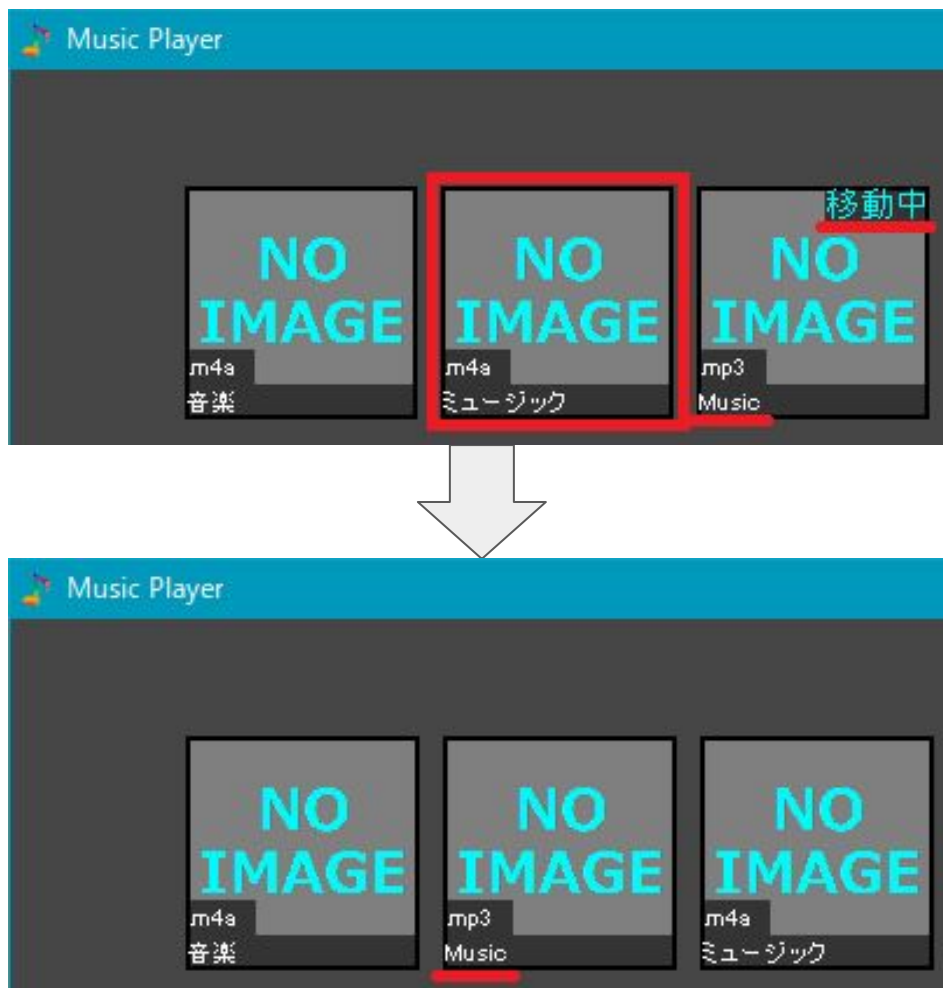 Music Player
移動中
NO
IMAGE
.m4a
音楽
NO
IMAGE
.m4a
ミュージック
NO
IMAGE
.mp3
Music
Music Player
NO
IMAGE
.m4a
音楽
NO
IMAGE
.mp3
Music
NO
IMAGE
.m4a
ミュージック